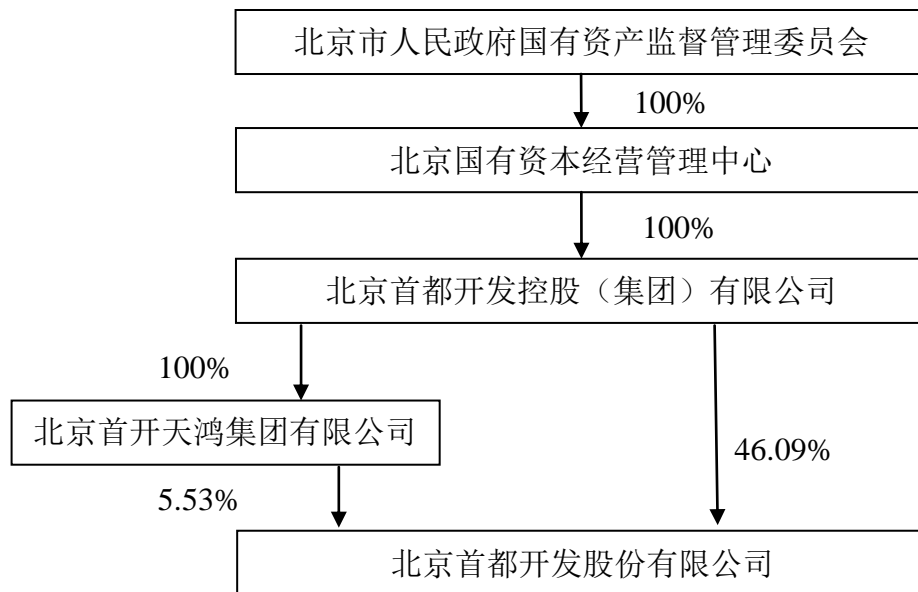 北京市人民政府国有资产监督管理委员会
100%
北京国有资本经营管理中心
100%
北京首都开发控股（集团）有限公司
100%
北京首开天鸿集团有限公司
46.09%
5.53%
北京首都开发股份有限公司